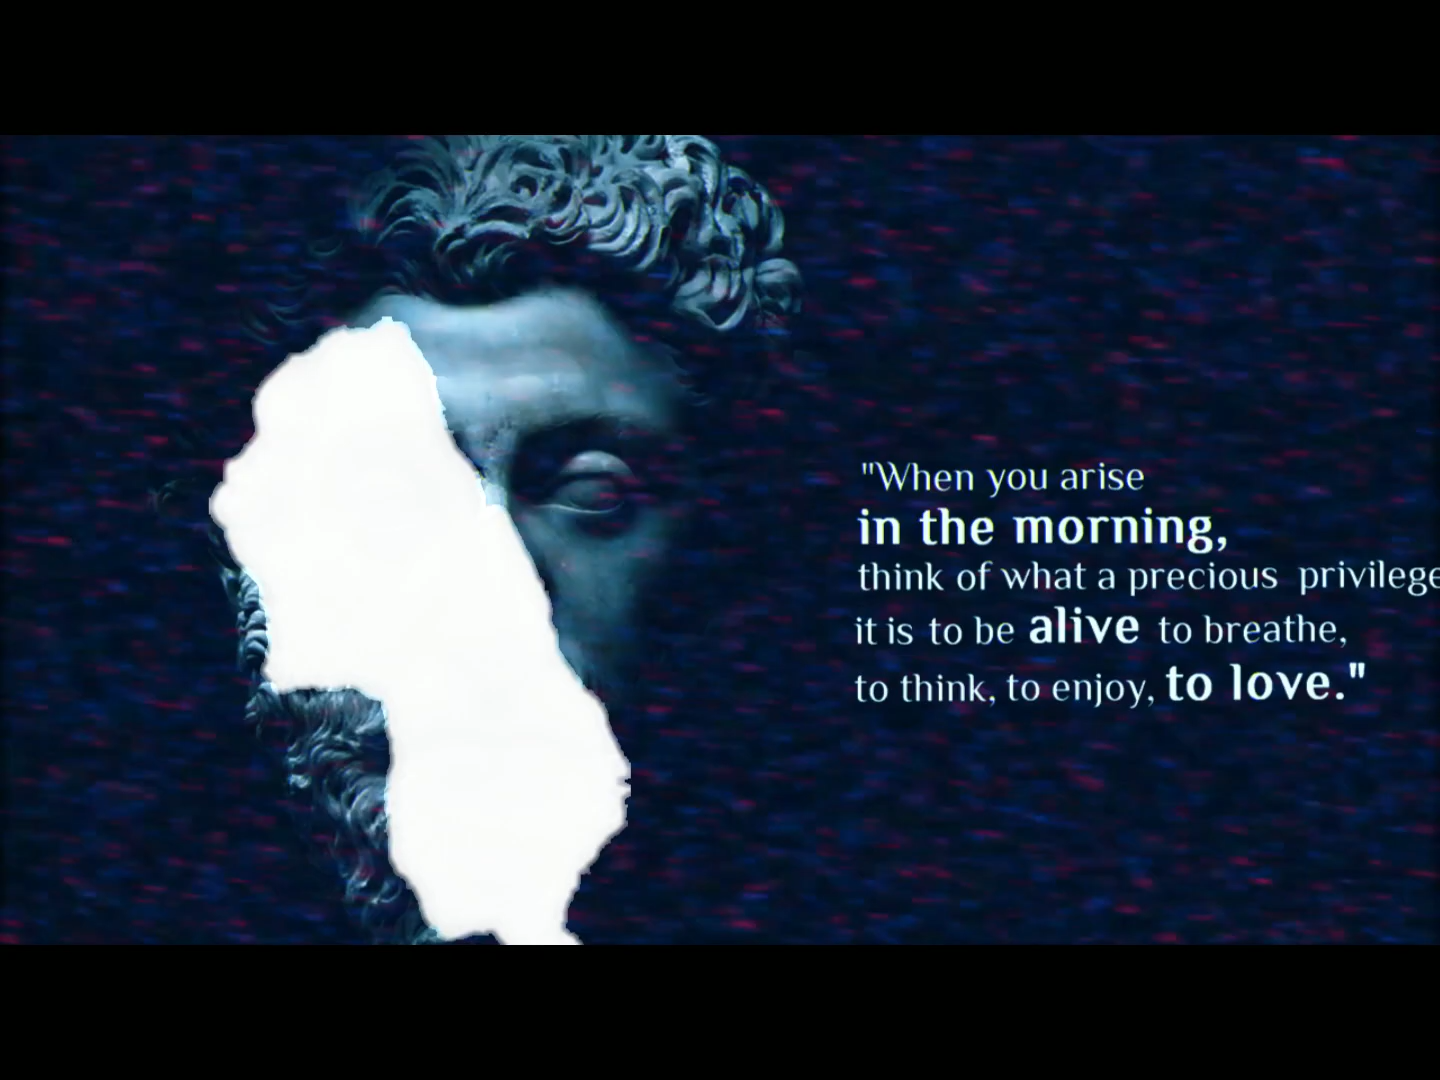 "When you arise
in the morning,
think of what a precious privilege
it is to be alive to breathe,
to think, to enjoy, to love."